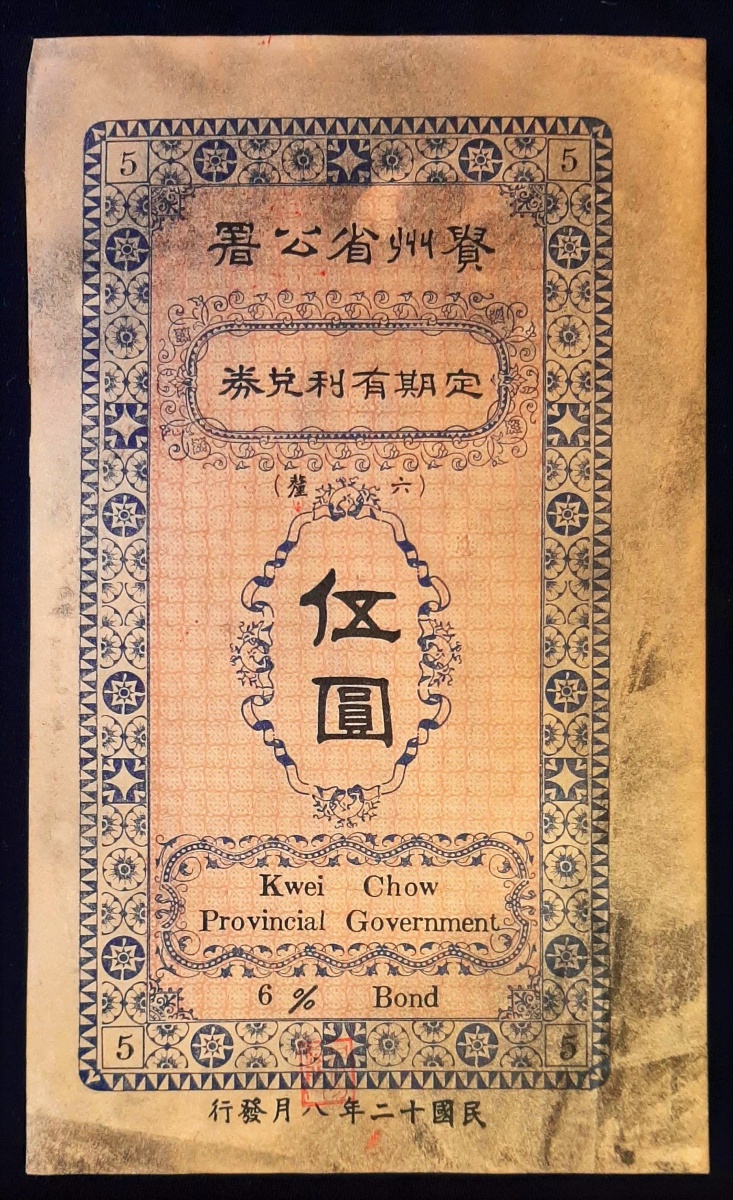 5 5
貴州省公署
定期有利兌券
(六釐)
伍
圓
Kwei Chow
Provincial Government
6 % Bond
5 5
民國十二年八月發行